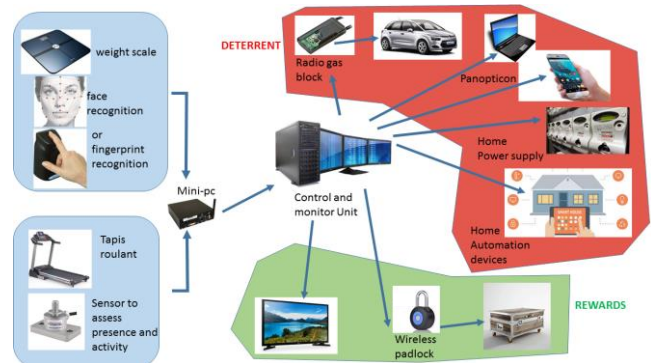 weight scale
face
recognition
or
fingerprint
recognition
Mini-pc
Tapis
roulant
Sensor to
assess
presence and
activity
Control and
monitor Unit
DETERRENT
Radio gas
block
Panopticon
Home
Power supply
Home
Automation
devices
REWARDS
Wireless
padlock